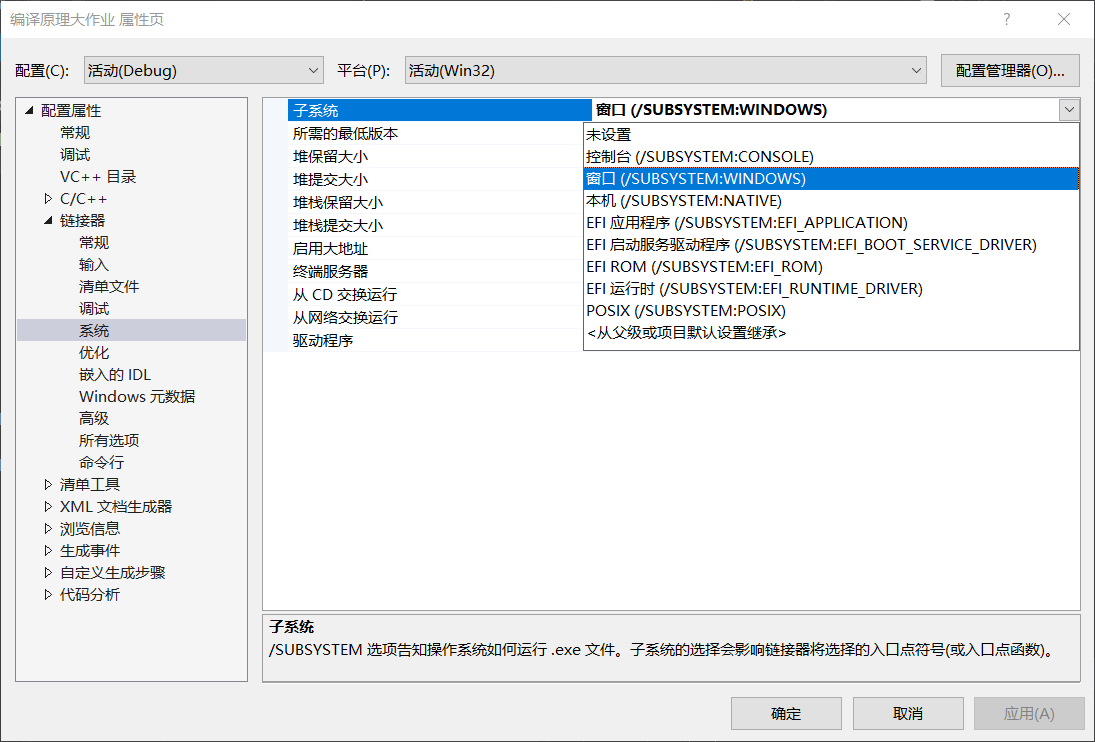 编译原理大作业 属性页
配置(C): 活动(Debug) 平台(P): 活动(Win32) 配置管理器(O)...
配置属性
常规
调试
VC++ 目录
C/C++
链接器
常规
输入
清单文件
调试
系统
优化
嵌入的 IDL
Windows 元数据
高级
所有选项
命令行
清单工具
XML 文档生成器
浏览信息
生成事件
自定义生成步骤
代码分析
子系统 窗口 (/SUBSYSTEM:WINDOWS)
所需的最低版本
堆保留大小
堆提交大小
堆栈保留大小
堆栈提交大小
启用大地址
终端服务器
从 CD 交换运行
从网络交换运行
驱动程序
未设置
控制台 (/SUBSYSTEM:CONSOLE)
窗口 (/SUBSYSTEM:WINDOWS)
本机 (/SUBSYSTEM:NATIVE)
EFI 应用程序 (/SUBSYSTEM:EFI_APPLICATION)
EFI 启动服务驱动程序 (/SUBSYSTEM:EFI_BOOT_SERVICE_DRIVER)
EFI ROM (/SUBSYSTEM:EFI_ROM)
EFI 运行时 (/SUBSYSTEM:EFI_RUNTIME_DRIVER)
POSIX (/SUBSYSTEM:POSIX)
<从父级或项目默认设置继承>
子系统
/SUBSYSTEM 选项告知操作系统如何运行 .exe 文件。子系统的选择会影响链接器将选择的入口点符号(或入口点函数)。
确定 取消 应用(A)